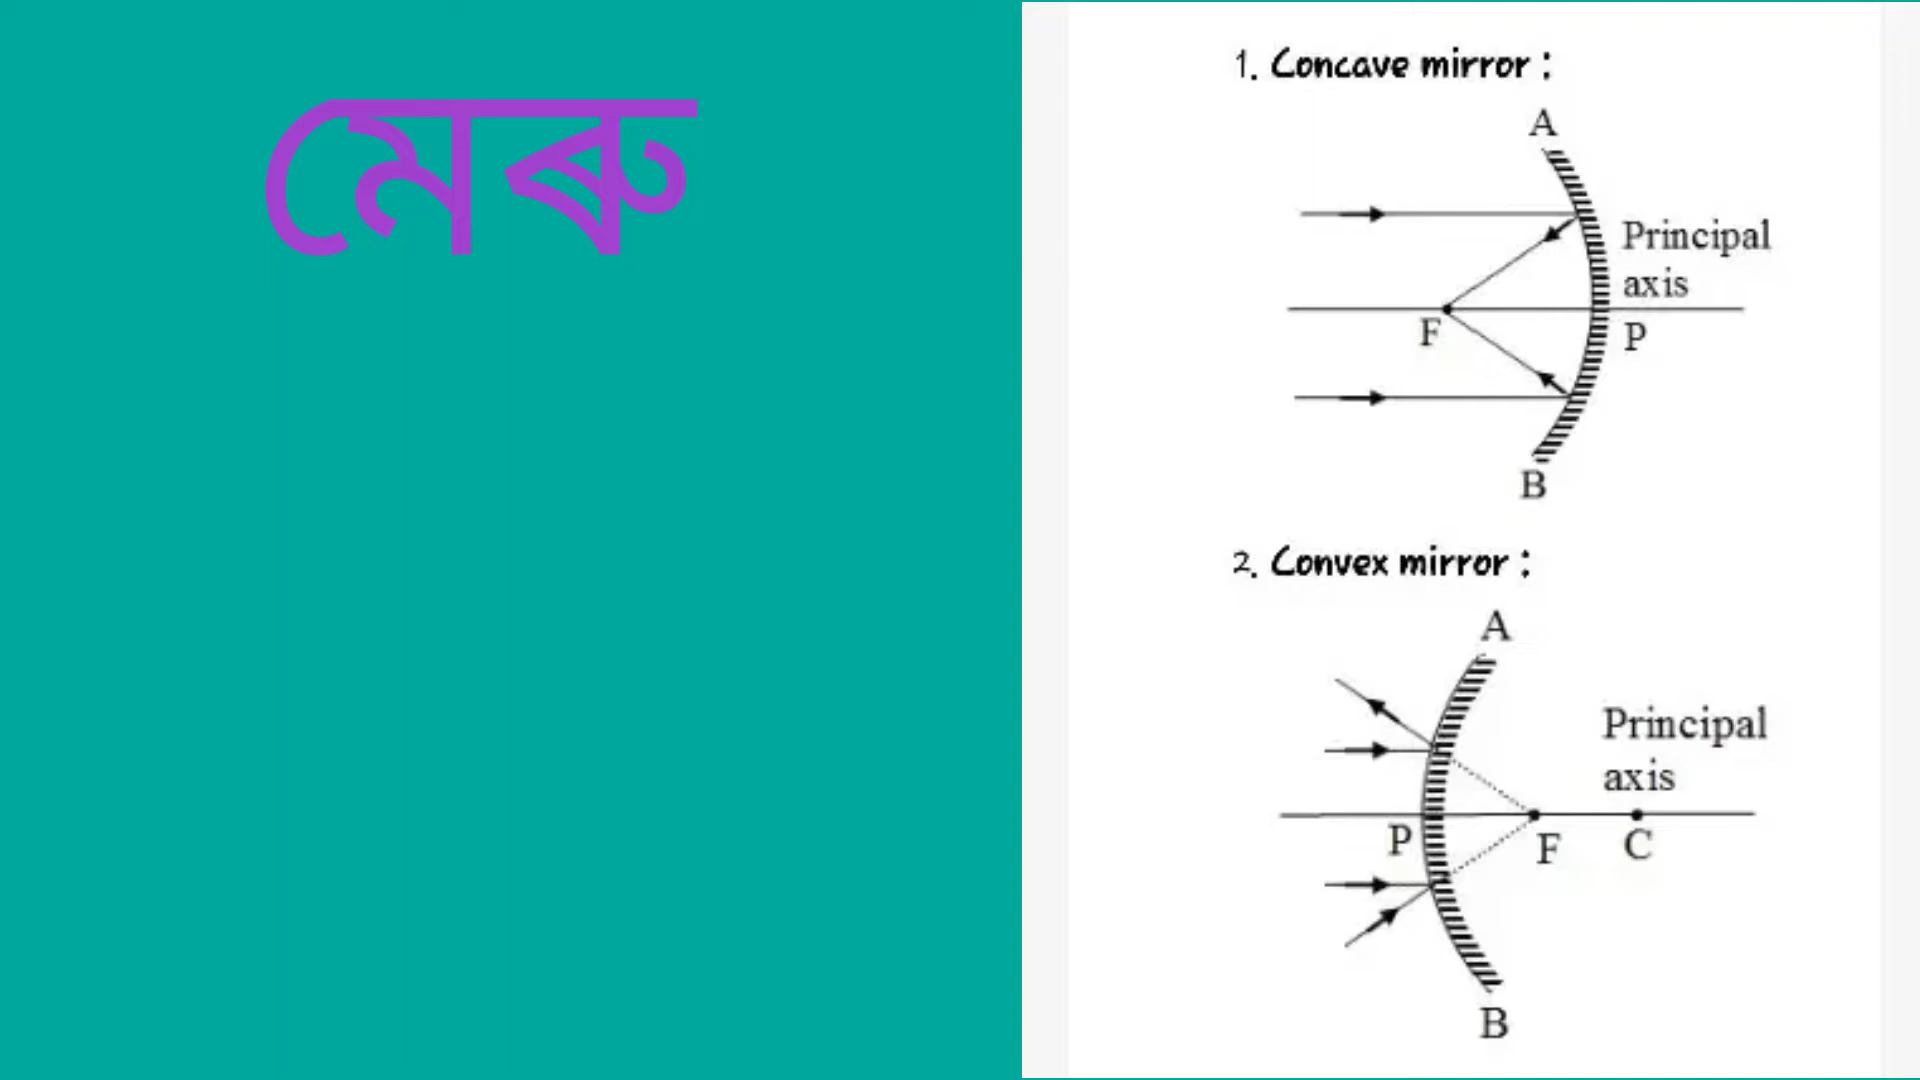 মেৰু
1. Concave mirror :
A
Principal
axis
F
P
B
2. Convex mirror :
A
Principal
axis
P
F
C
B